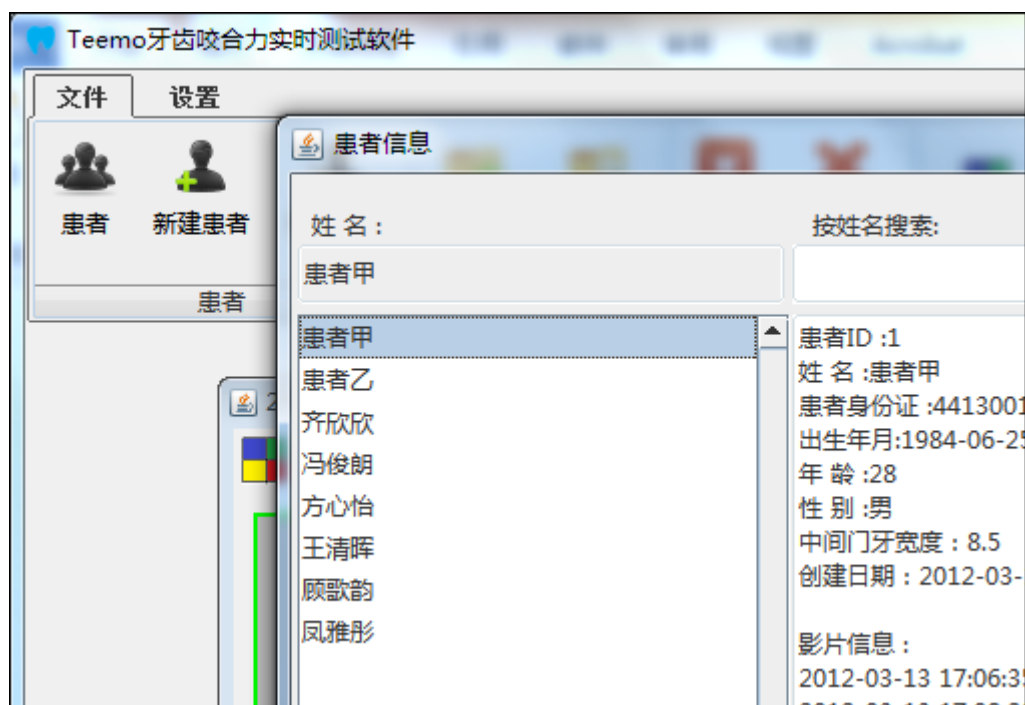 Teemo牙齿咬合力实时测试软件
文件 设置
患者 新建患者
患者
患者信息
姓 名 :
按姓名搜索:
患者甲
患者甲
患者乙
齐欣欣
冯俊朗
方心怡
王清晖
顾歌韵
凤雅彤
患者ID :1
姓 名 :患者甲
患者身份证 :4413001
出生年月:1984-06-25
年 龄 :28
性 别 :男
中间门牙宽度：8.5
创建日期：2012-03-
影片信息：
2012-03-13 17:06:35